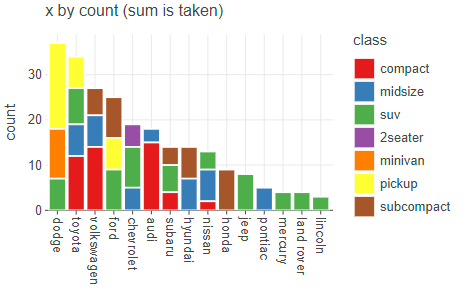 x by count (sum is taken)
count
30
20
10
0
dodge
toyota
volkswagen
ford
chevrolet
audi
subaru
hyundai
nissan
honda
jeep
pontiac
mercury
land rover
lincoln
class
compact
midsize
suv
2seater
minivan
pickup
subcompact